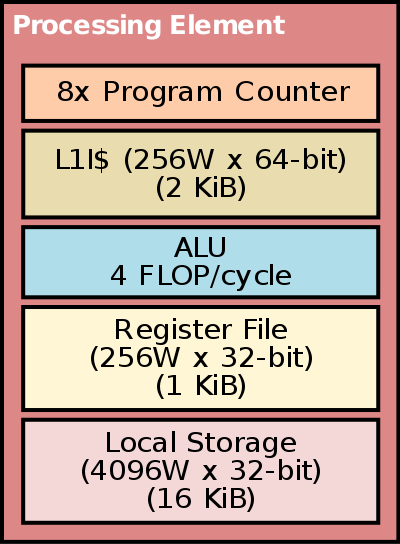 Processing Element
8x Program Counter
L1I$ (256W x 64-bit)
(2 KiB)
ALU
4 FLOP/cycle
Register File
(256W x 32-bit)
(1 KiB)
Local Storage
(4096W x 32-bit)
(16 KiB)